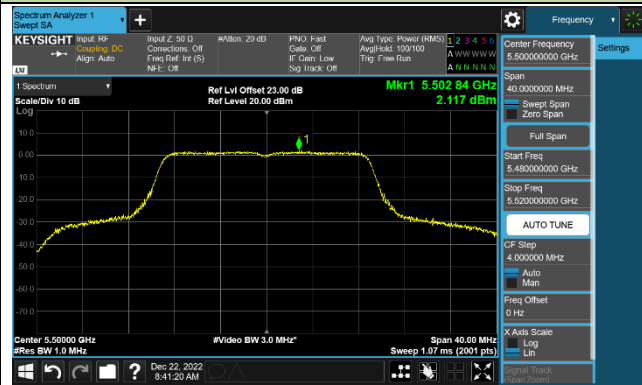 Spectrum Analyzer 1
Swept SA
+
Frequency
KEYSIGHT
LXI
Input: RF
Coupling: DC
Align: Auto
Input Z: 50 Ω
Corrections: Off
Freq Ref: Int (S)
NFE: Off
#Atten: 20 dB
PNO: Fast
Gate: Off
IF Gain: Low
Sig Track: Off
Avg Type: Power (RMS)
Avg|Hold: 100/100
Trig: Free Run
1 2 3 4 5 6
A W W W W W
A N N N N N
1 Spectrum
Scale/Div 10 dB
Log
Ref Lvl Offset 23.00 dB
Ref Level 20.00 dBm
Mkr1 5.502 84 GHz
2.117 dBm
10.0
0.00
-10.0
-20.0
-30.0
-40.0
-50.0
-60.0
-70.0
1
Center 5.50000 GHz
#Res BW 1.0 MHz
#Video BW 3.0 MHz*
Span 40.00 MHz
Sweep 1.07 ms (2001 pts)
?
Dec 22, 2022
8:41:20 AM
Center Frequency
5.500000000 GHz
Span
40.0000000 MHz
Swept Span
Zero Span
Full Span
Start Freq
5.480000000 GHz
Stop Freq
5.520000000 GHz
AUTO TUNE
CF Step
4.000000 MHz
Auto
Man
Freq Offset
0 Hz
X Axis Scale
Log
Lin
Signal Track
(Span Zoom)
Settings